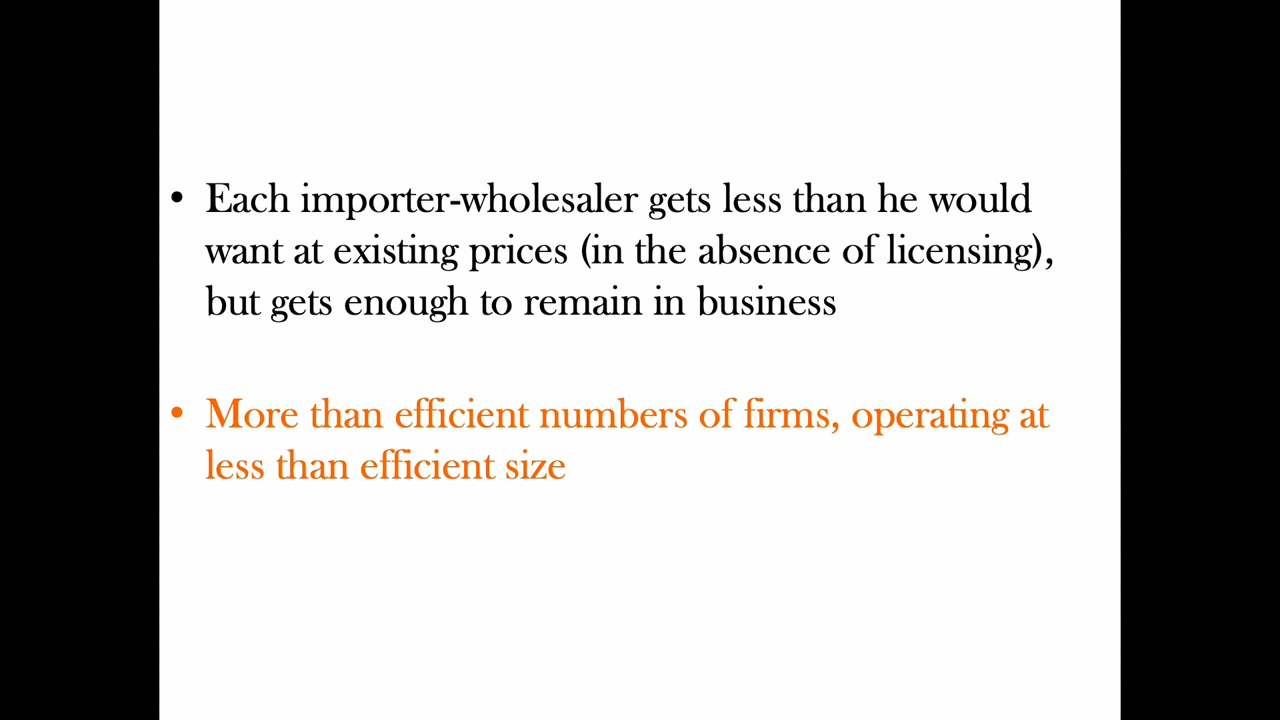 • Each importer-wholesaler gets less than he would
want at existing prices (in the absence of licensing),
but gets enough to remain in business
• More than efficient numbers of firms, operating at
less than efficient size